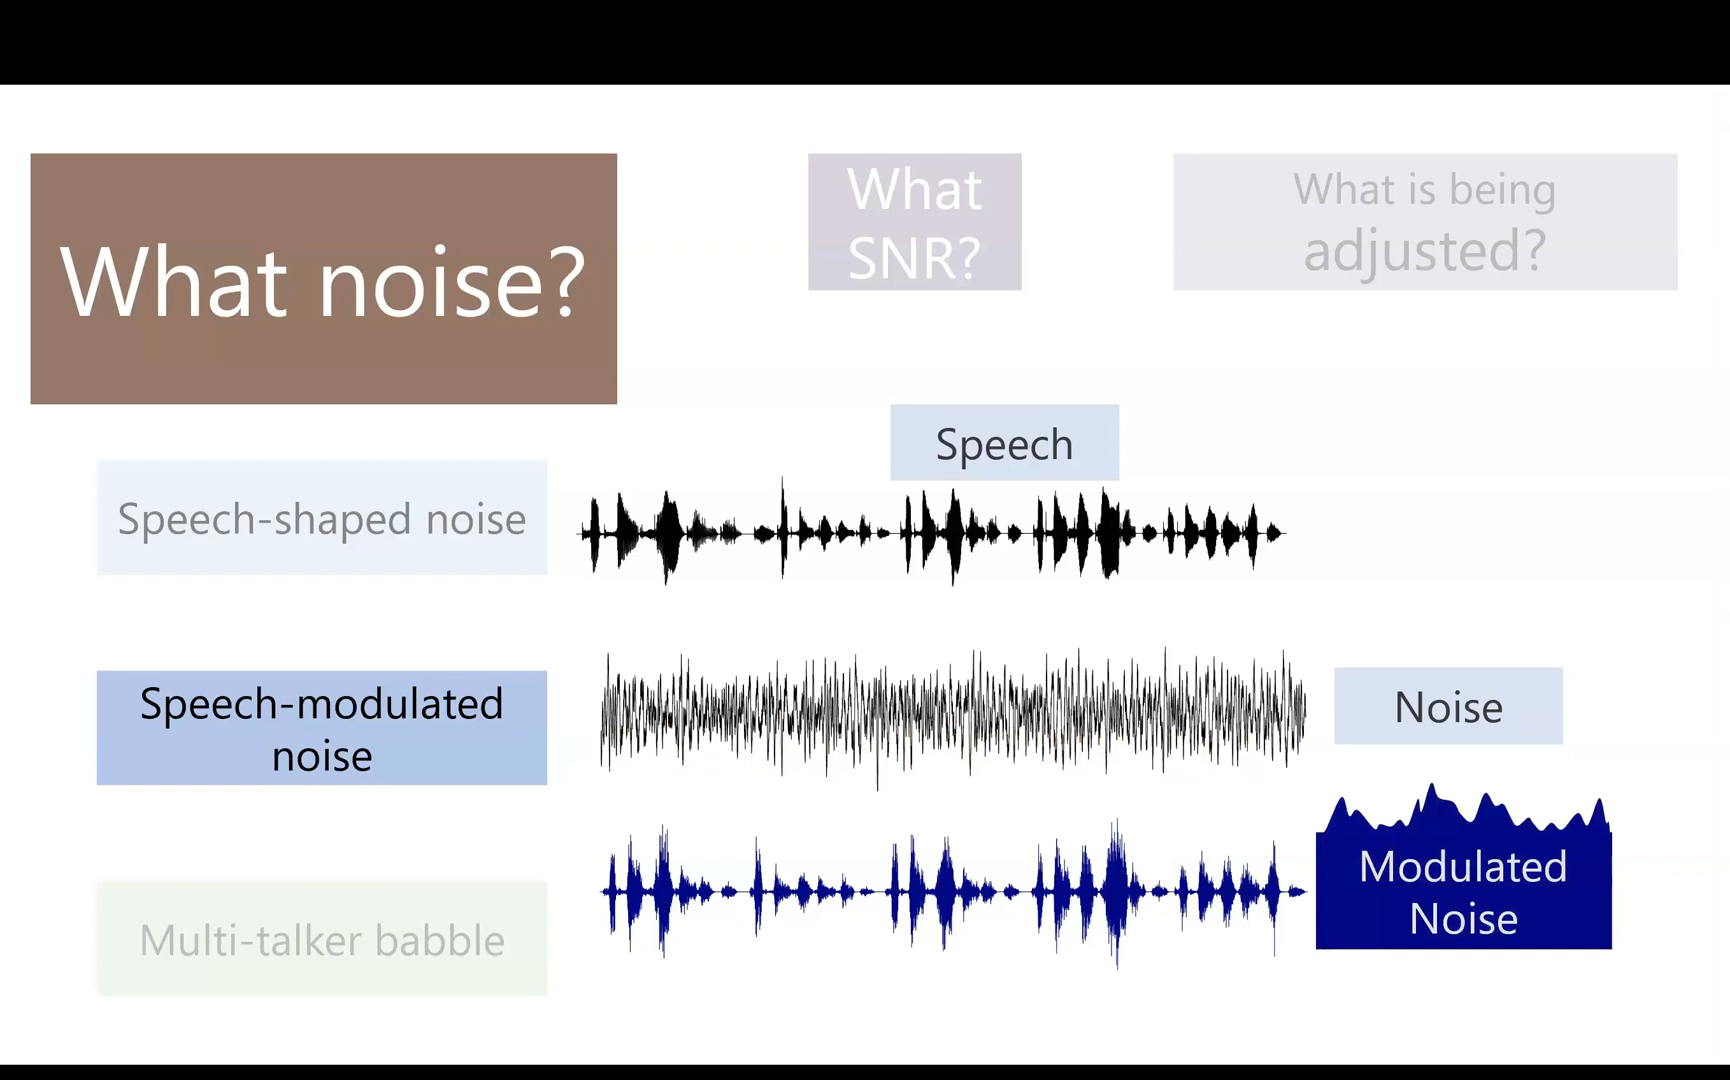 What noise?
What
SNR?
What is being
adjusted?
Speech
Speech-shaped noise
Speech-modulated
noise
Noise
Modulated
Noise
Multi-talker babble